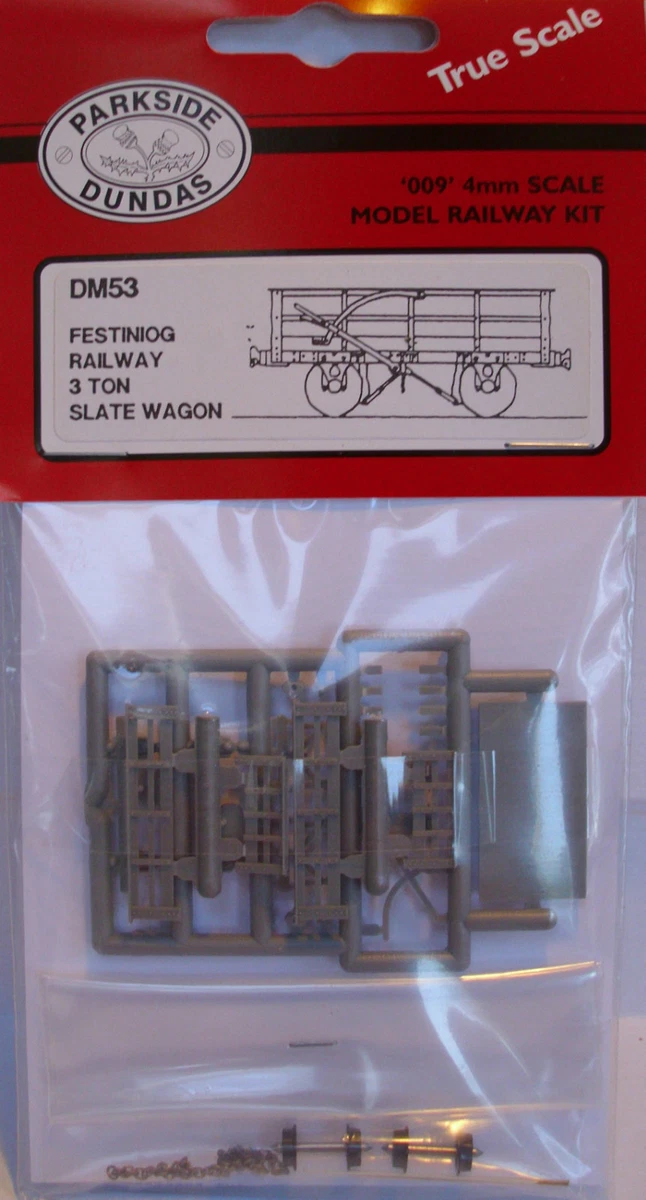 True Scale
PARKSIDE
DUNDAS
'009' 4mm SCALE
MODEL RAILWAY KIT
DM53
FESTINIOG
RAILWAY
3 TON
SLATE WAGON